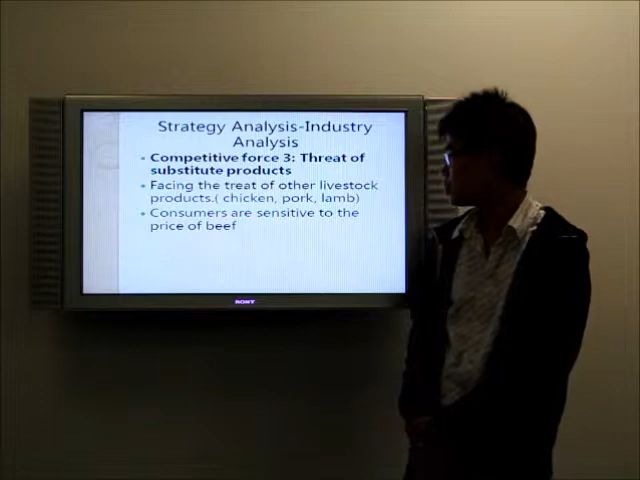 Strategy Analysis-Industry
Analysis
• Competitive force 3: Threat of
substitute products
• Facing the treat of other livestock
products.( chicken, pork, lamb)
• Consumers are sensitive to the
price of beef
SONY